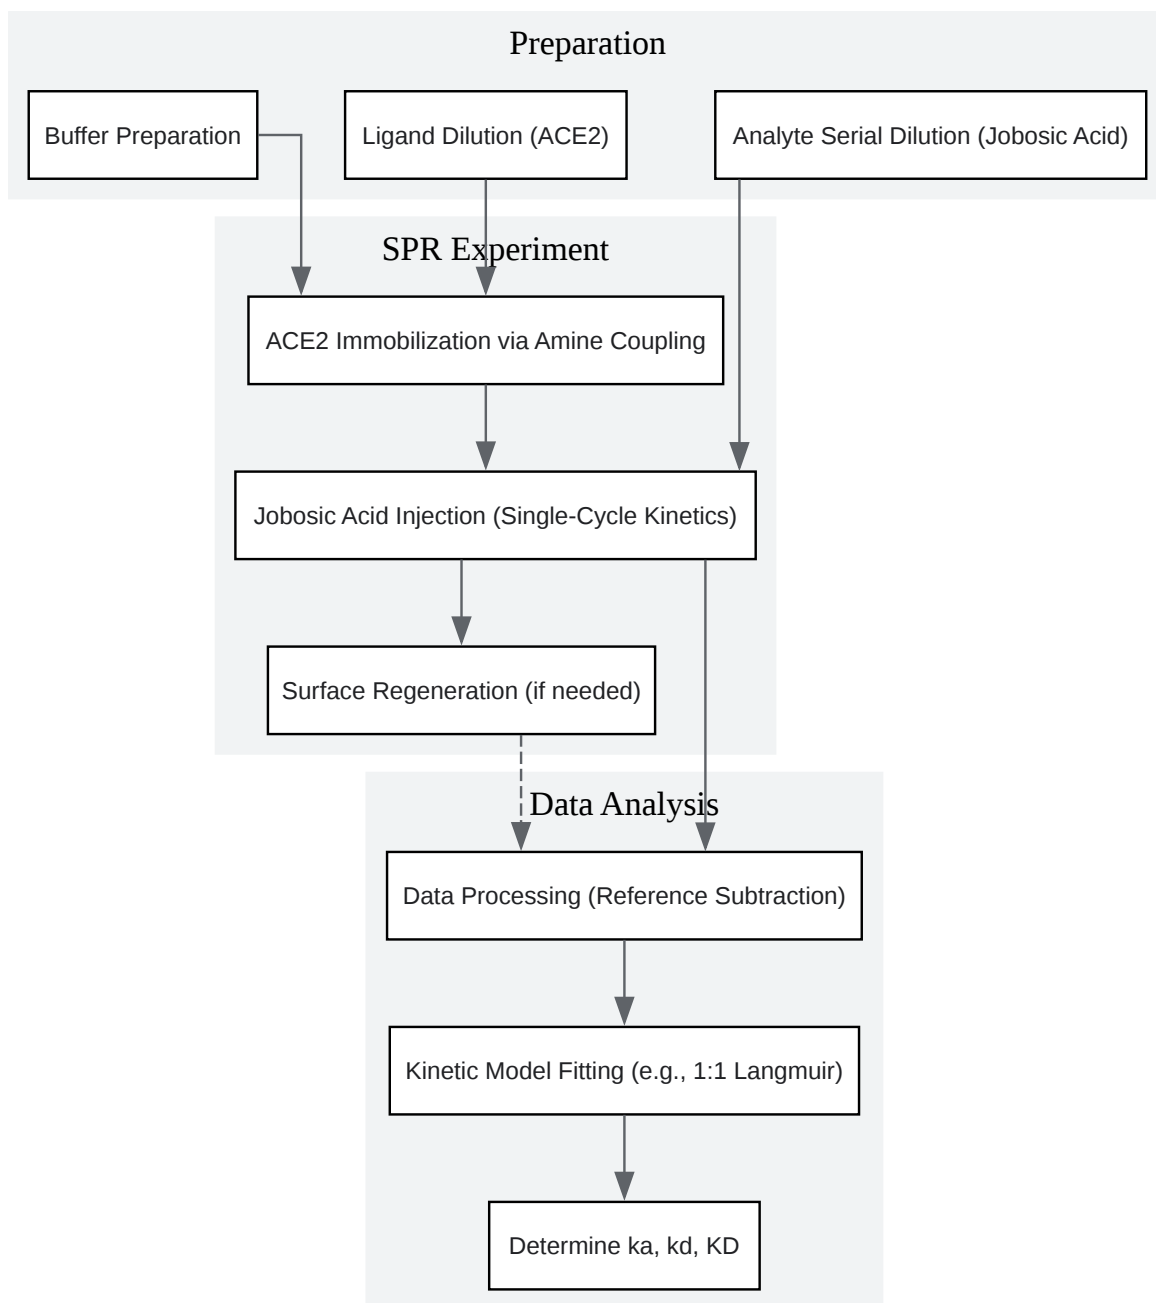 Preparation
Buffer Preparation
Ligand Dilution (ACE2)
Analyte Serial Dilution (Jobosic Acid)
SPR Experiment
ACE2 Immobilization via Amine Coupling
Jobosic Acid Injection (Single-Cycle Kinetics)
Surface Regeneration (if needed)
Data Analysis
Data Processing (Reference Subtraction)
Kinetic Model Fitting (e.g., 1:1 Langmuir)
Determine ka, kd, KD